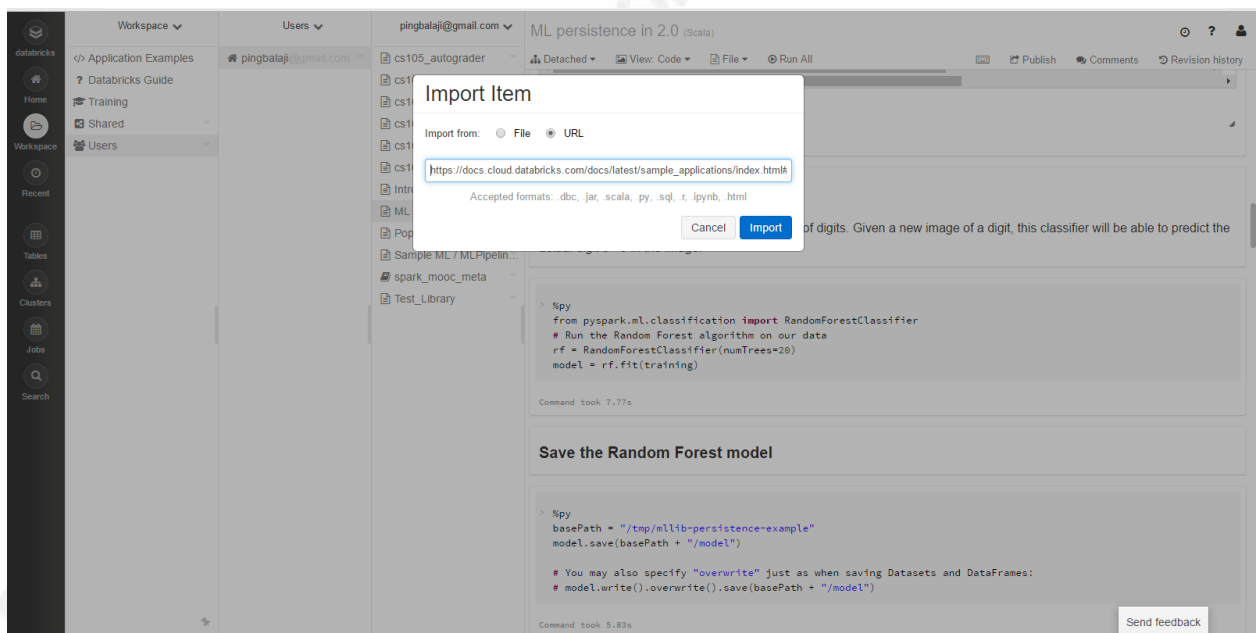 databricks
Home
Workspace
Recent
Tables
Clusters
Jobs
Search
Workspace
</> Application Examples
? Databricks Guide
Training
Shared
Users
Users
pingbalaji@gmail.com
pingbalaji@gmail.com
cs105_autograder
cs1
cs1
cs1
cs1
cs1
Intro
ML
Pop
Sample ML / MLPipelin...
spark_mooc_meta
Test_Library
ML persistence in 2.0 (Scala)
?
Detached View: Code File Run All Publish Comments Revision history
Import Item
Import from: File URL
https://docs.cloud.databricks.com/docs/latest/sample_applications/index.html#
Accepted formats: .dbc, .jar, .scala, .py, .sql, .r, .ipynb, .html
Cancel Import
of digits. Given a new image of a digit, this classifier will be able to predict the
> %py
from pyspark.ml.classification import RandomForestClassifier
# Run the Random Forest algorithm on our data
rf = RandomForestClassifier(numTrees=20)
model = rf.fit(training)
Command took 7.77s
Save the Random Forest model
> %py
basePath = "/tmp/mllib-persistence-example"
model.save(basePath + "/model")
# You may also specify "overwrite" just as when saving Datasets and DataFrames:
# model.write().overwrite().save(basePath + "/model")
Command took 5.83s
Send feedback